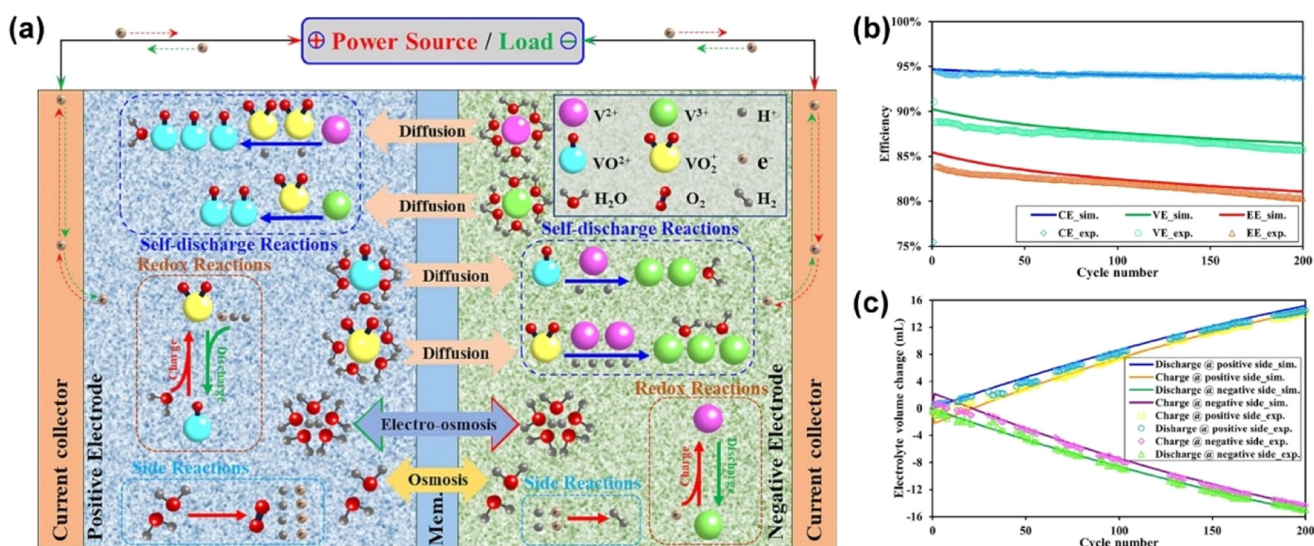 (a)
⊕ Power Source / Load ⊖
Current collector
Positive Electrode
Mem.
Negative Electrode
Current collector
Diffusion
Diffusion
Self-discharge Reactions
V²⁺
V³⁺
H⁺
VO²⁺
VO₂⁺
e⁻
H₂O
O₂
H₂
Self-discharge Reactions
Redox Reactions
Charge
Discharge
Diffusion
Diffusion
Redox Reactions
Charge
Discharge
Electro-osmosis
Osmosis
Side Reactions
Side Reactions
(b)
95%
95%
90%
85%
80%
75%
Efficiency
CE_sim.
VE_sim.
EE_sim.
CE_exp.
VE_exp.
EE_exp.
0
50
100
150
200
Cycle number
(c)
16
12
8
4
0
-4
-8
-12
-16
Electrolyte volume change (mL)
Discharge @ positive side_sim.
Charge @ positive side_sim.
Discharge @ negative side_sim.
Charge @ negative side_sim.
Charge @ positive side_exp.
Disharge @ positive side_exp.
Charge @ negative side_exp.
Discharge @ negative side_exp.
0
50
100
150
200
Cycle number